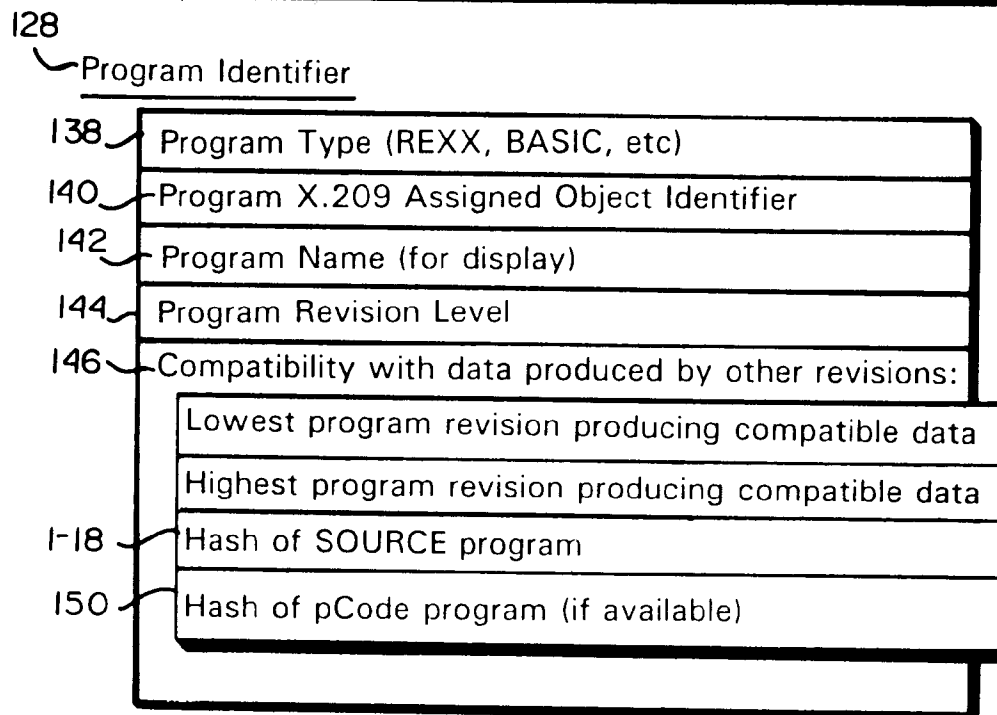 128
Program Identifier
138 Program Type (REXX, BASIC, etc)
140 Program X.209 Assigned Object Identifier
142 Program Name (for display)
144 Program Revision Level
146 Compatibility with data produced by other revisions:
Lowest program revision producing compatible data
Highest program revision producing compatible data
1-18 Hash of SOURCE program
150 Hash of pCode program (if available)